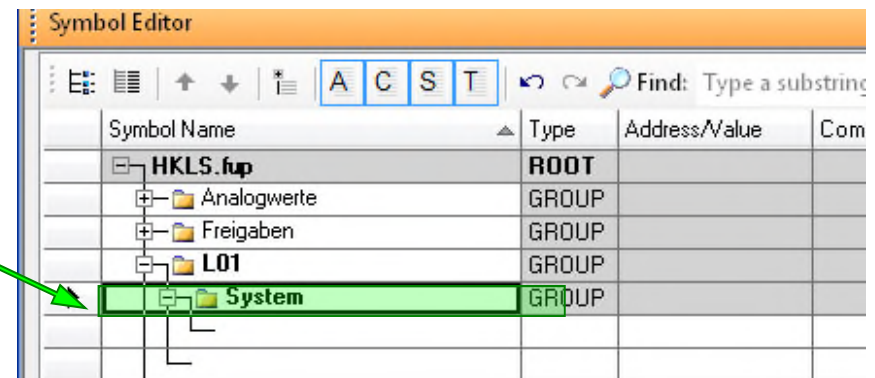 Symbol Editor
A C S T Find: Type a substring
Symbol Name Type Address/Value Com
HKLS.fup ROOT
Analogwerte GROUP
Freigaben GROUP
L01 GROUP
System GROUP